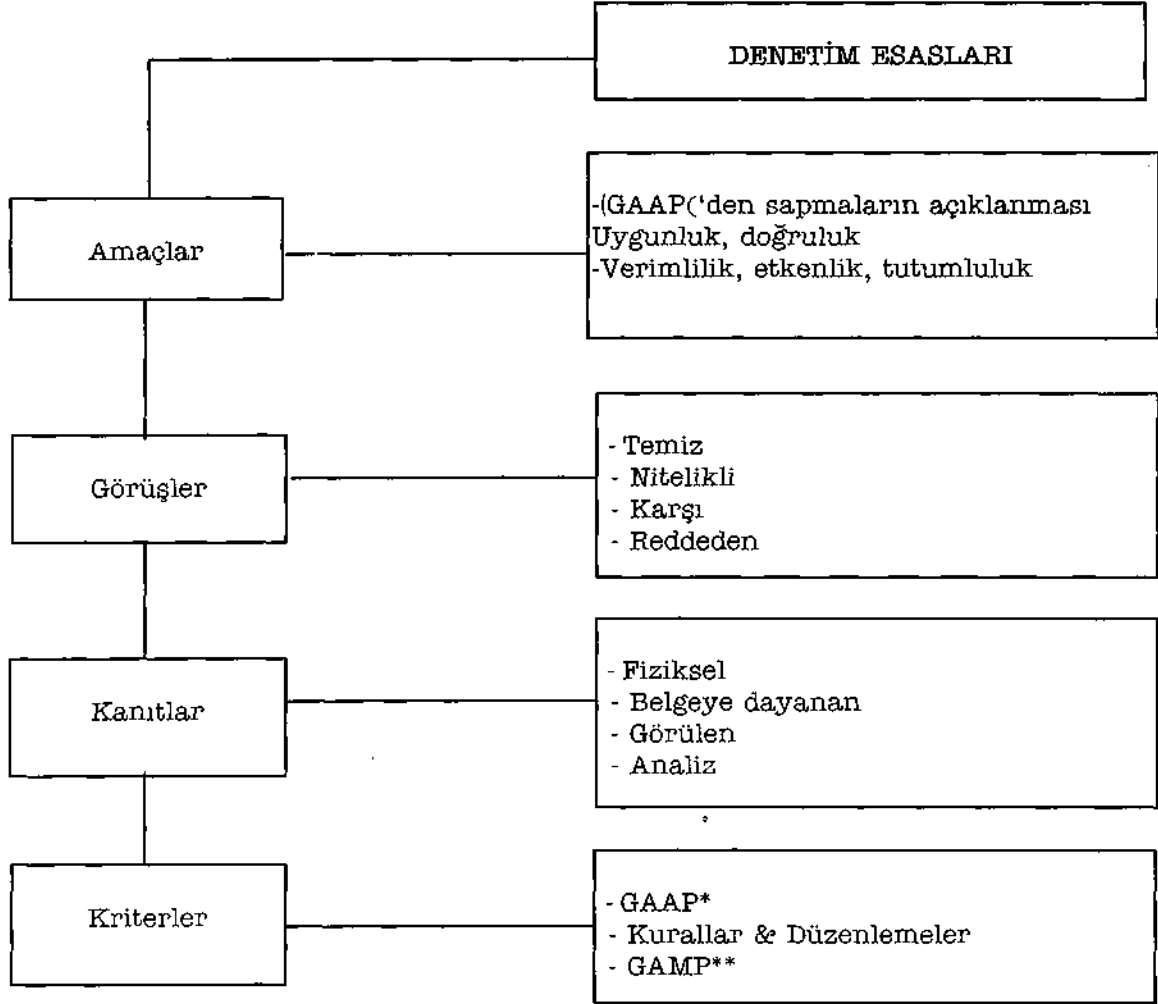 DENETİM ESASLARI
Amaçlar
-(GAAP('den sapmaların açıklanması
Uygunluk, doğruluk
-Verimlilik, etkenlik, tutumluluk
Görüşler
- Temiz
- Nitelikli
- Karşı
- Reddeden
Kanıtlar
- Fiziksel
- Belgeye dayanan
- Görülen
- Analiz
Kriterler
- GAAP*
- Kurallar & Düzenlemeler
- GAMP**